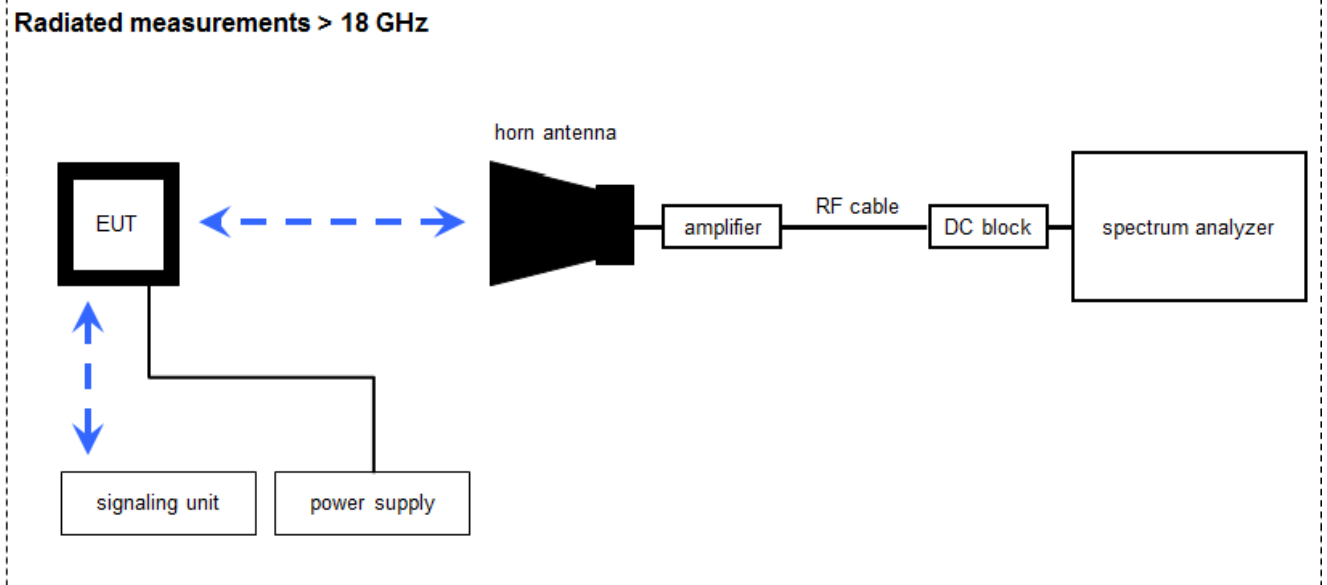 Radiated measurements > 18 GHz
horn antenna
EUT
amplifier
RF cable
DC block
spectrum analyzer
signaling unit
power supply